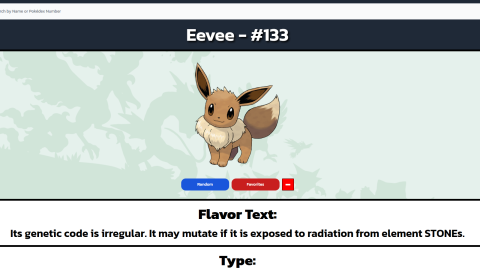 ch by Name or Pokédex Number
Eevee - #133
Random
Favorites
Flavor Text:
Its genetic code is irregular. It may mutate if it is exposed to radiation from element STONEs.
Type: